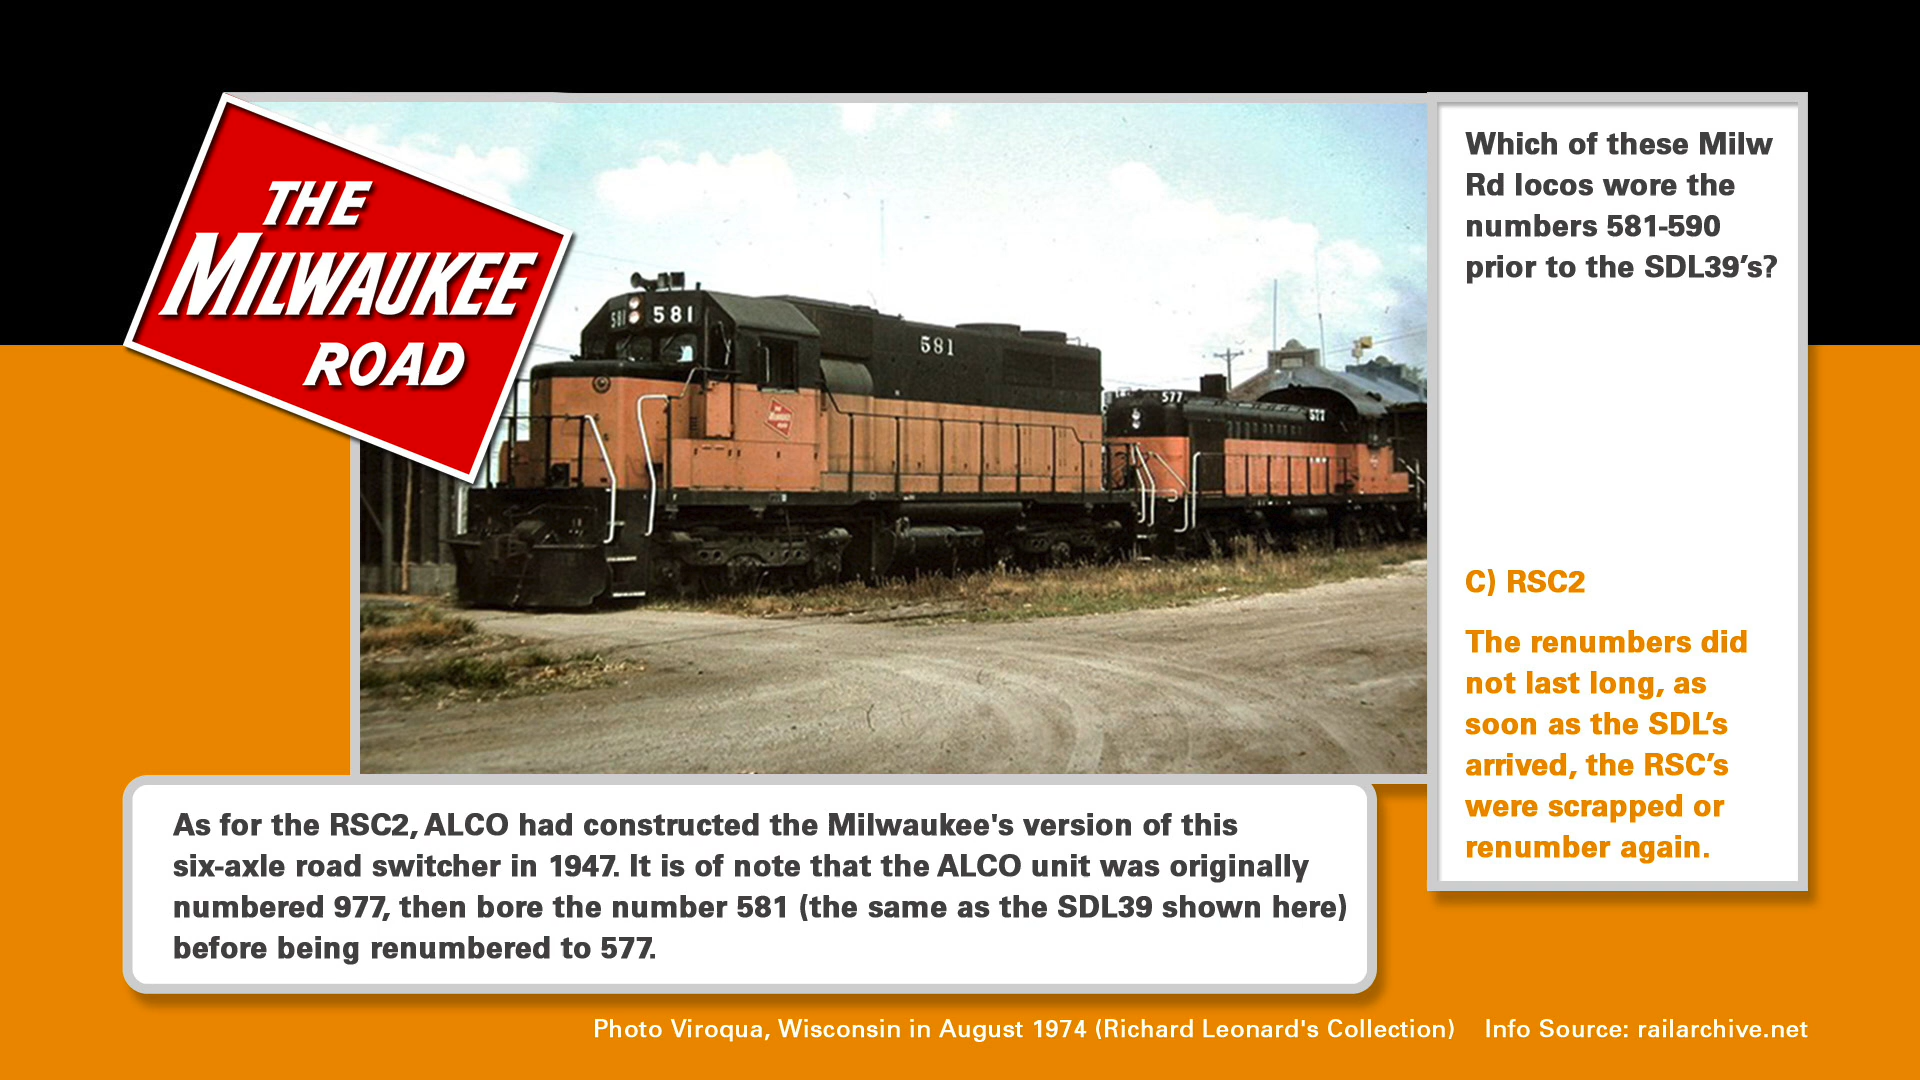 THE
MILWAUKEE
ROAD
581
581
581
577
577
THE
MILWAUKEE
ROAD
Which of these Milw
Rd locos wore the
numbers 581-590
prior to the SDL39’s?
C) RSC2
The renumbers did
not last long, as
soon as the SDL’s
arrived, the RSC’s
were scrapped or
renumber again.
As for the RSC2, ALCO had constructed the Milwaukee's version of this
six-axle road switcher in 1947. It is of note that the ALCO unit was originally
numbered 977, then bore the number 581 (the same as the SDL39 shown here)
before being renumbered to 577.
Photo Viroqua, Wisconsin in August 1974 (Richard Leonard's Collection) Info Source: railarchive.net